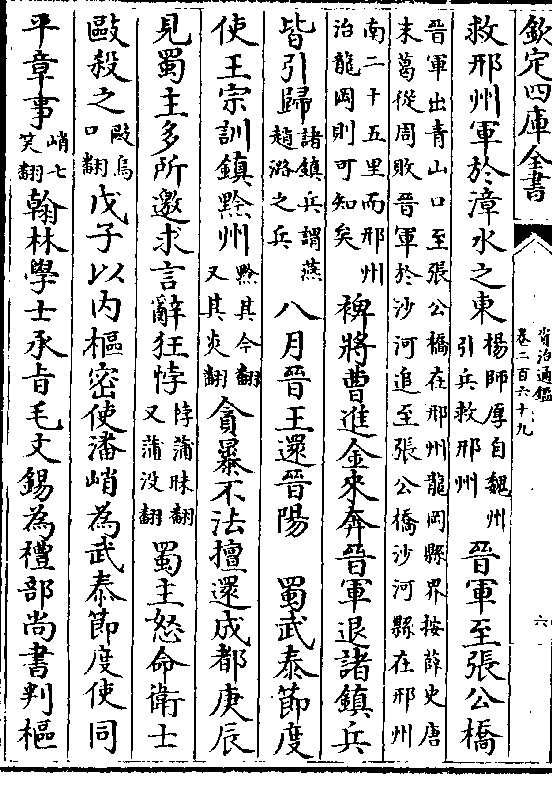 欽定四庫全書
資治通鑑
卷二百六十九
六
救邢州軍於漳水之東楊師厚自魏州引兵救邢州晉軍至張公橋
晉軍出青山口至張公橋在邢州龍岡縣界按薛史唐末葛從周敗晉軍於沙河追至張公橋沙河縣在邢州
南二十五里而邢州治龍岡則可知矣裨將曹進金來奔晉軍退諸鎮兵
皆引歸諸鎮兵謂燕趙潞之兵八月晉王還晉陽蜀武泰節度
使王宗訓鎮黔州黔其今翻又其炎翻貪暴不法擅還成都庚辰
見蜀主多所邀求言辭狂悖悖蒲昧翻又蒲没翻蜀主怒命衛士
毆殺之毆烏口翻戊子以内樞密使潘峭為武泰節度使同
平章事峭七笑翻翰林學士承㫖毛文錫為禮部尚書判樞